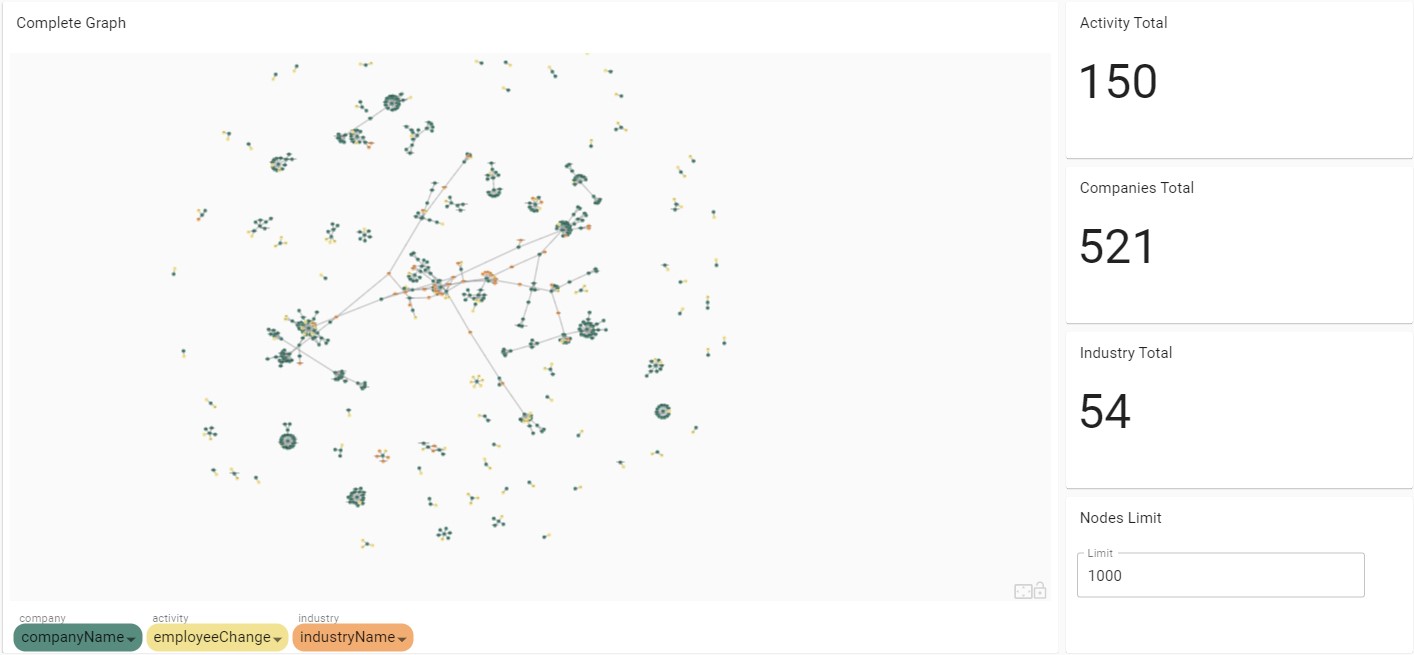 Complete Graph
company
companyName
activity
employeeChange
industry
industryName
Activity Total
150
Companies Total
521
Industry Total
54
Nodes Limit
Limit
1000